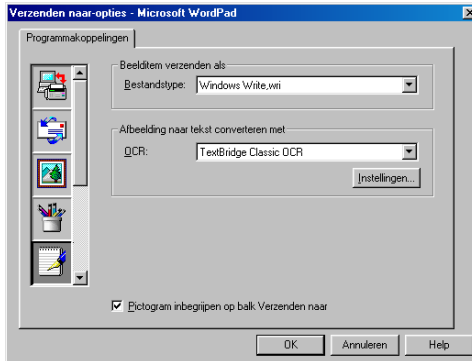 Verzenden naar-opties - Microsoft WordPad
Programmakoppelingen
Beelditem verzenden als
Bestandstype: Windows Write,wri
Afbeelding naar tekst converteren met
OCR: TextBridge Classic OCR
Instellingen...
Pictogram inbegrijpen op balk Verzenden naar
OK Annuleren Help